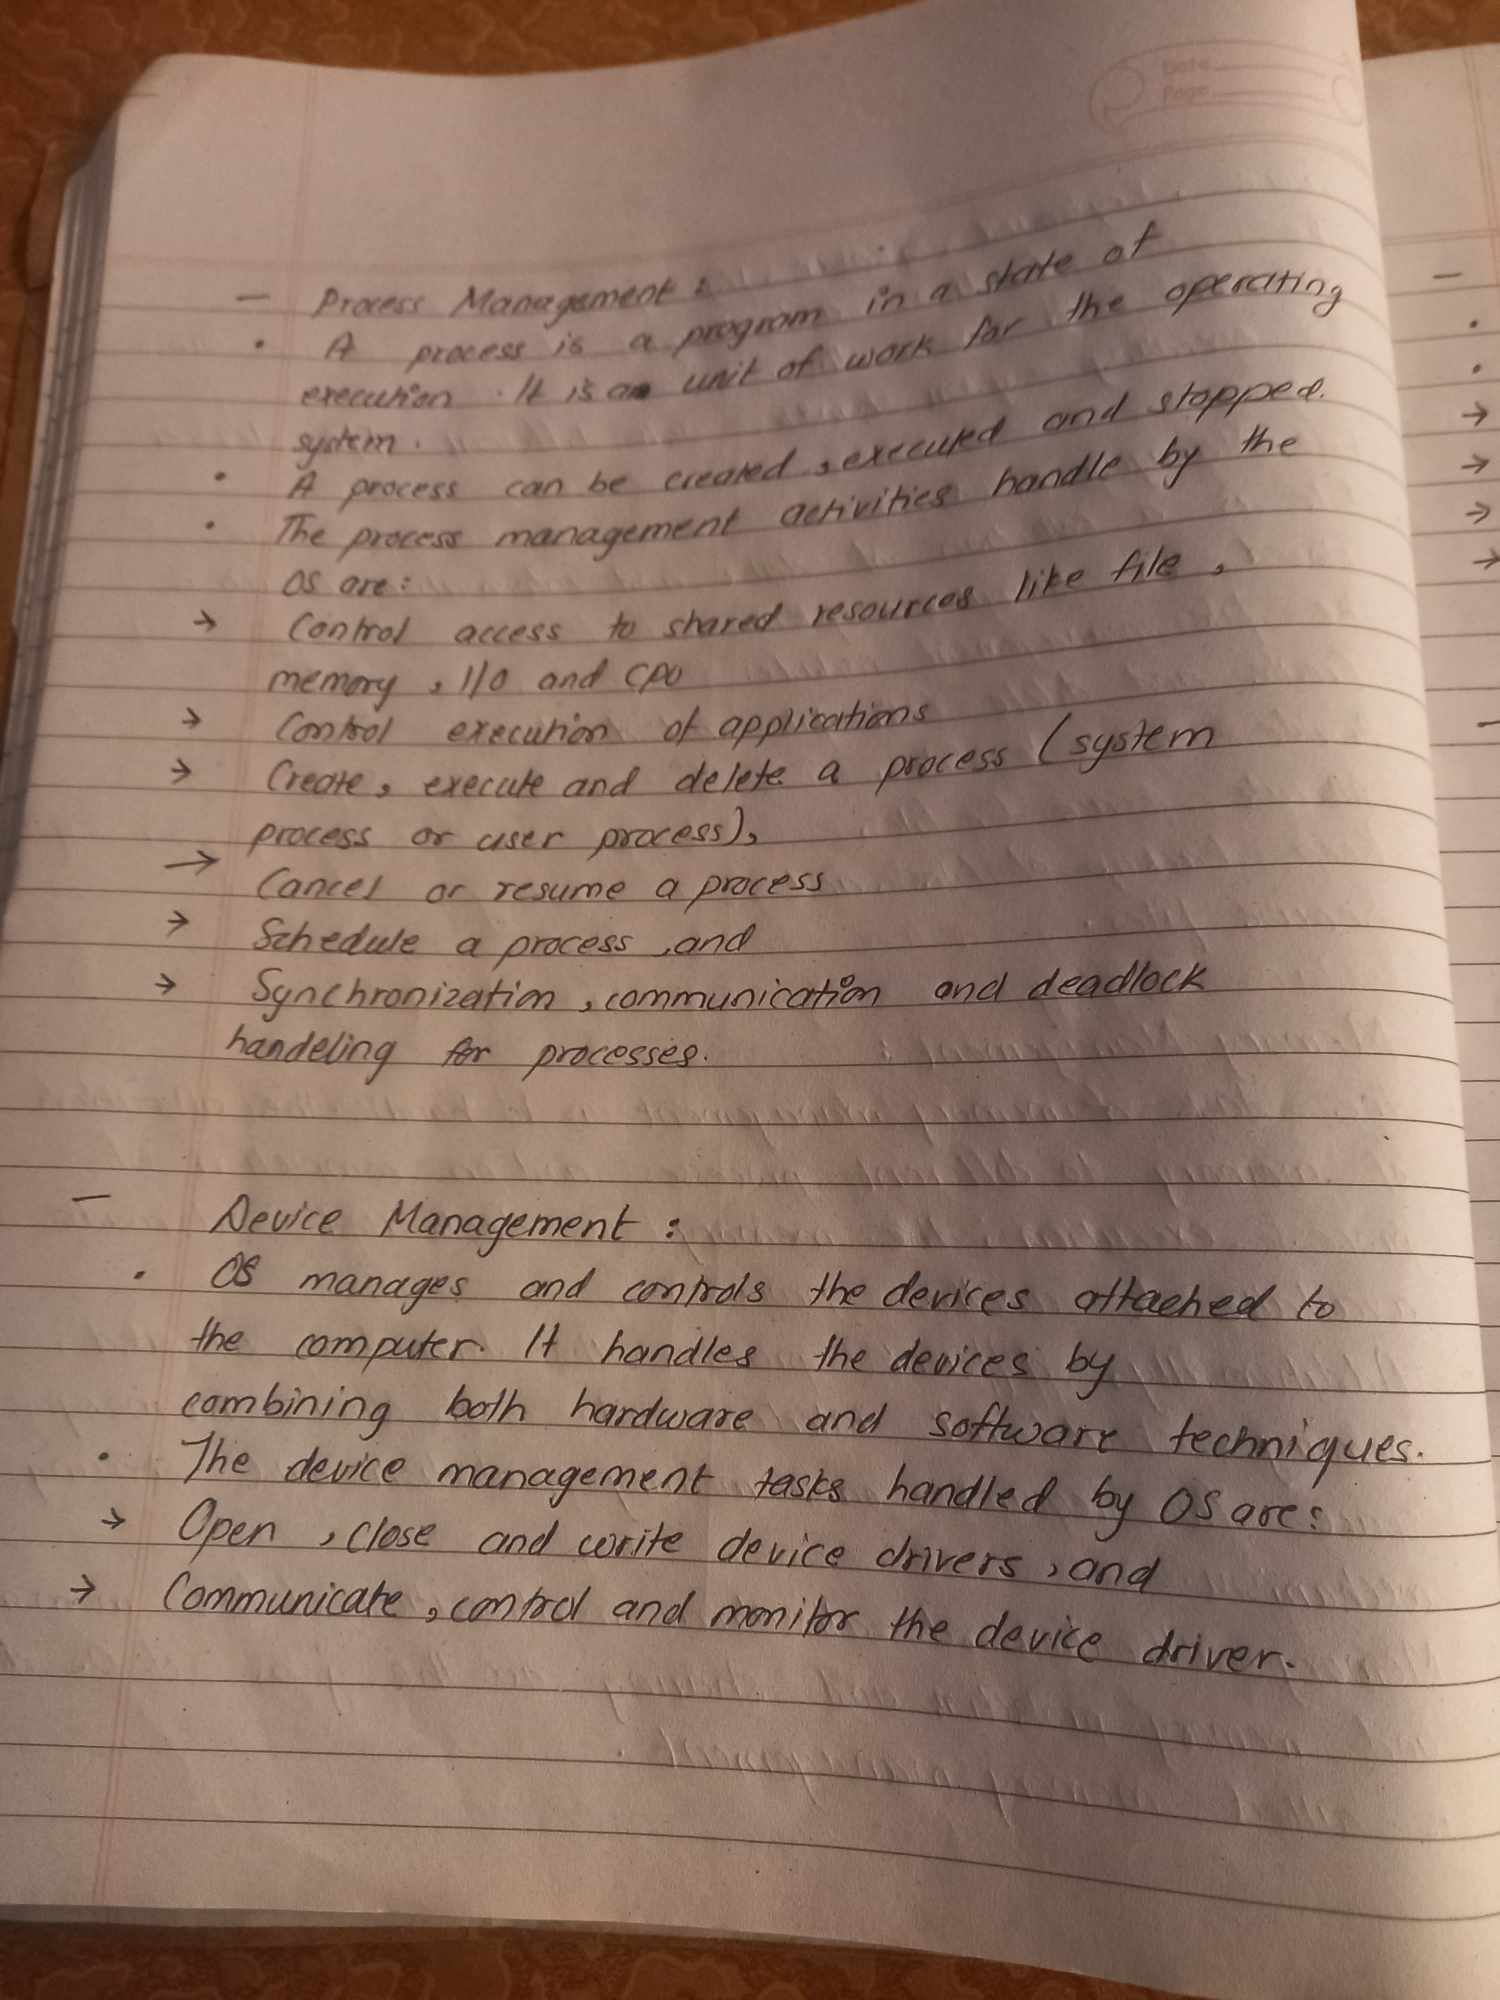 Date
Page
— Process Management :
• A process is a program in a state of
execution. It is a unit of work for the operating
system.
• A process can be created, executed and stopped.
• The process management activities handle by the
OS are:
→ Control access to shared resources like file,
memory, I/O and CPU
→ Control execution of applications
→ Create, execute and delete a process (system
process or user process),
→ Cancel or resume a process
→ Schedule a process, and
→ Synchronization, communication and deadlock
handeling for processes.
— Device Management :
• OS manages and controls the devices attached to
the computer. It handles the devices by
combining both hardware and software techniques.
• The device management tasks handled by OS are:
→ Open, close and write device drivers, and
→ Communicate, control and monitor the device driver.